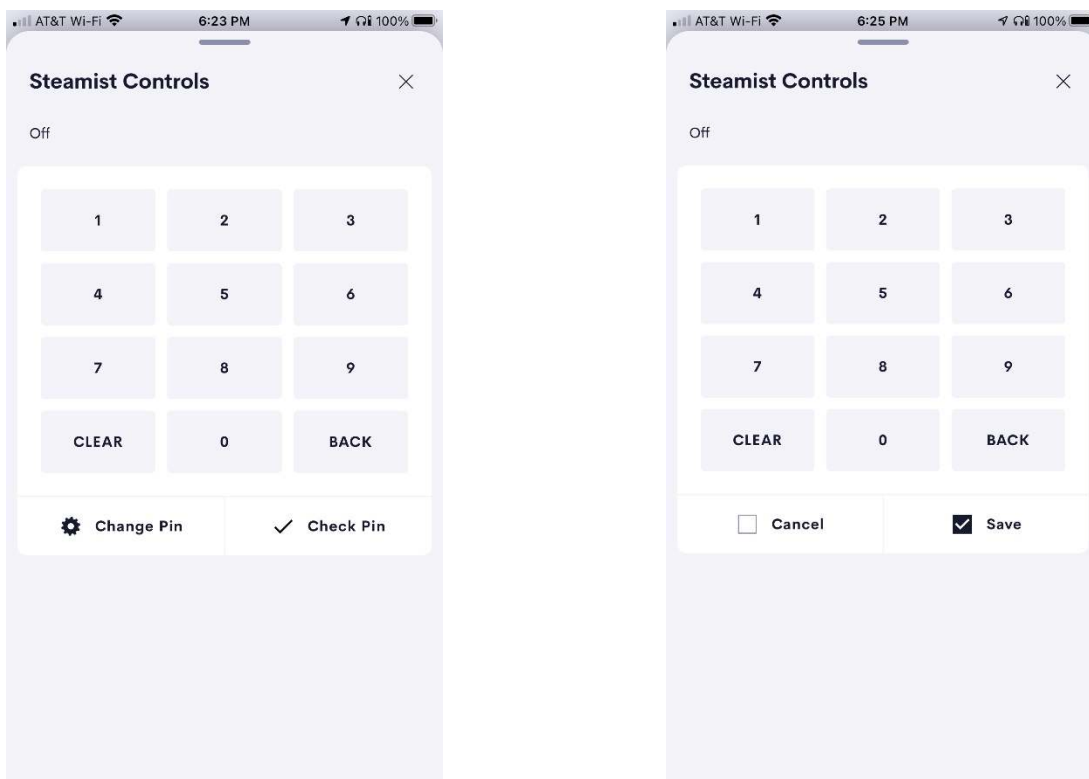 AT&T Wi-Fi 6:23 PM 100%
Steamist Controls
Off
1 2 3
4 5 6
7 8 9
CLEAR 0 BACK
Change Pin Check Pin
AT&T Wi-Fi 6:25 PM 100%
Steamist Controls
Off
1 2 3
4 5 6
7 8 9
CLEAR 0 BACK
Cancel Save